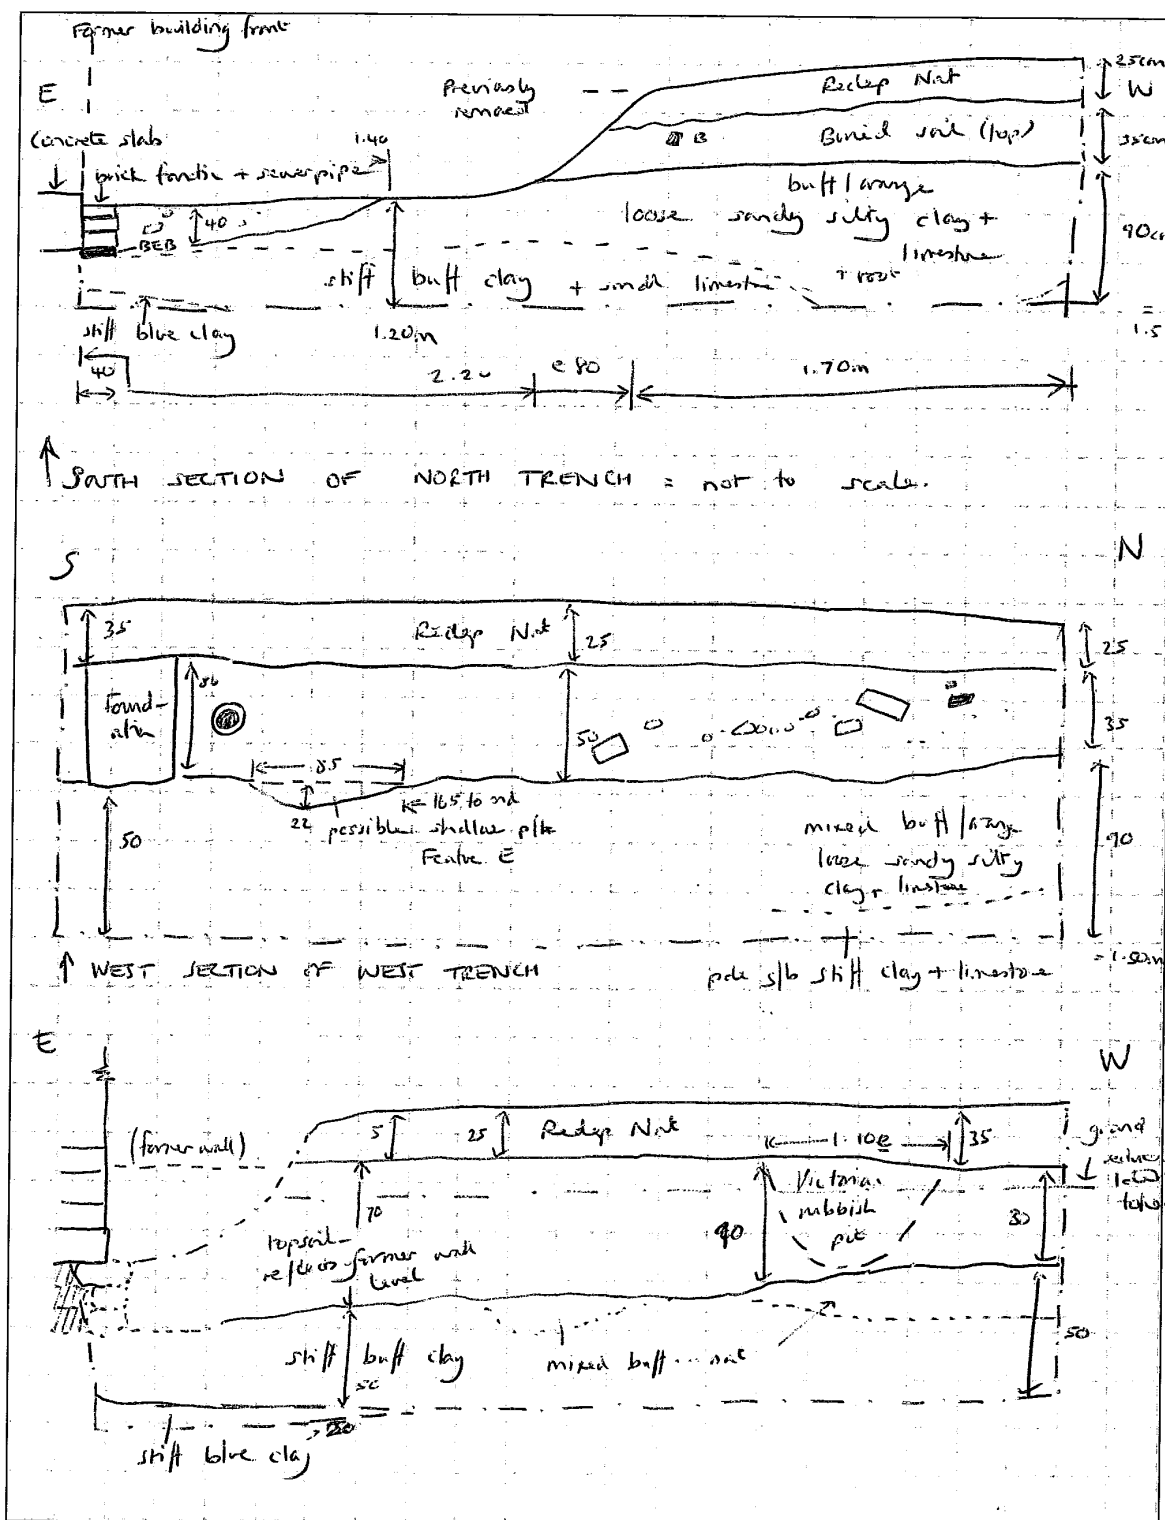 Former building front
E
Previously
removed
Redep Nat
25cm
W
Concrete slab
1.40
B
Buried soil (top)
35cm
brick foundation + sewerpipe
buff/orange
loose sandy silty clay +
limestone
+ root
90cm
40
BEB
stiff buff clay + small limestone
stiff blue clay
1.20m
1.5
40
2.20
c 80
1.70m
SOUTH SECTION OF NORTH TRENCH = not to scale.
S
N
35
Redep Nat
25
25
Found-
ation
50
35
85
22
165 to end
possible shallow pit
Feature E
50
mixed buff/orange
loose sandy silty
clay + limestone
90
= 1.50m
WEST SECTION OF WEST TRENCH
pale s/b stiff clay + limestone
E
W
(former wall)
5
25
Redep Nat
1.10c
35
70
Victorian
rubbish
pit
90
30
topsoil -
reflects former wall
level
50
stiff buff clay
mixed buff nat
stiff blue clay